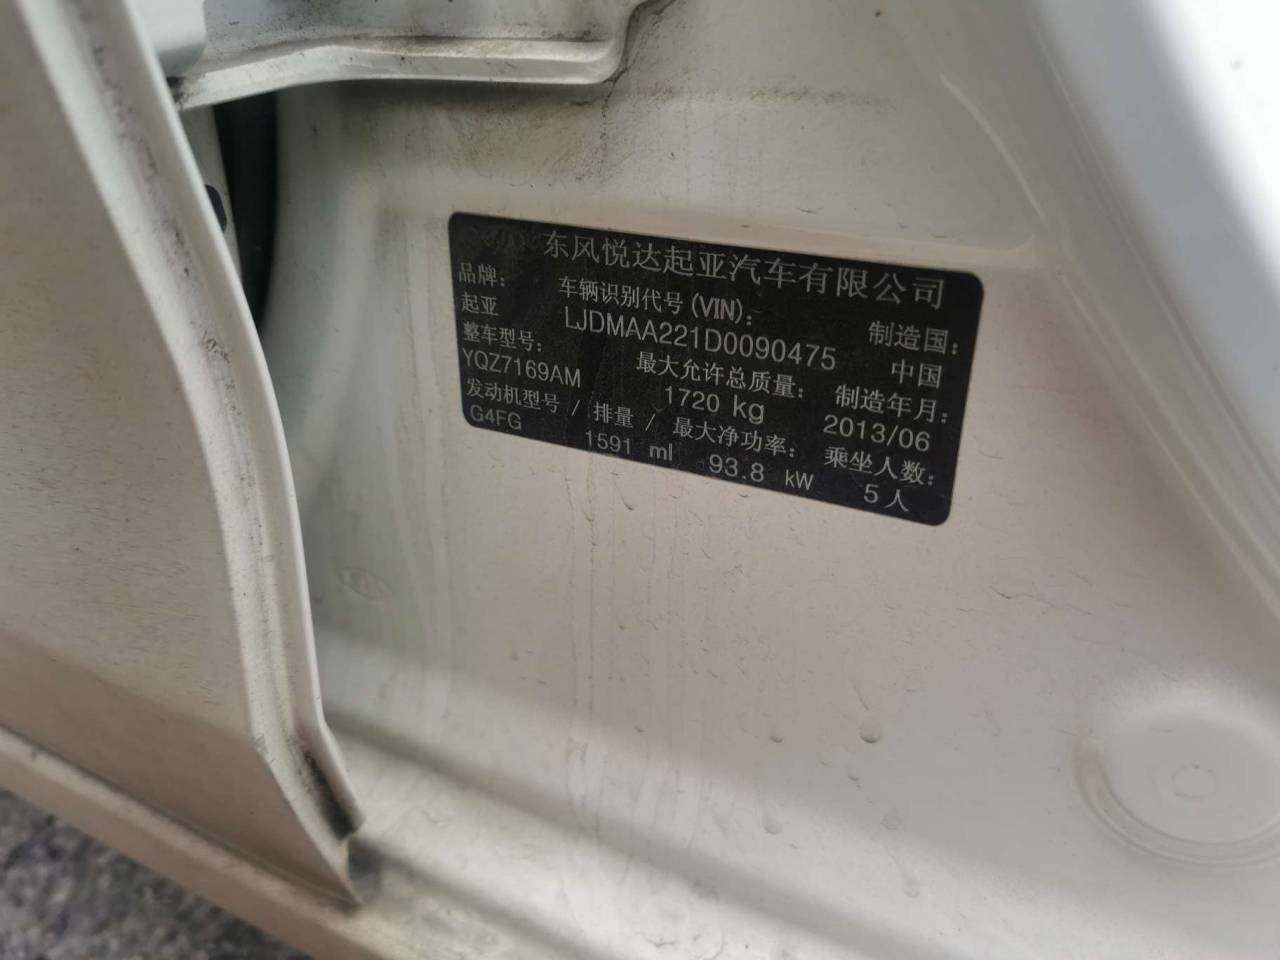 东风悦达起亚汽车有限公司
品牌： 车辆识别代号(VIN)： 制造国：
起亚 LJDMAA221D0090475 中国
整车型号： 最大允许总质量： 制造年月：
YQZ7169AM 1720 kg 2013/06
发动机型号 / 排量 / 最大净功率： 乘坐人数：
G4FG 1591 ml 93.8 kW 5人